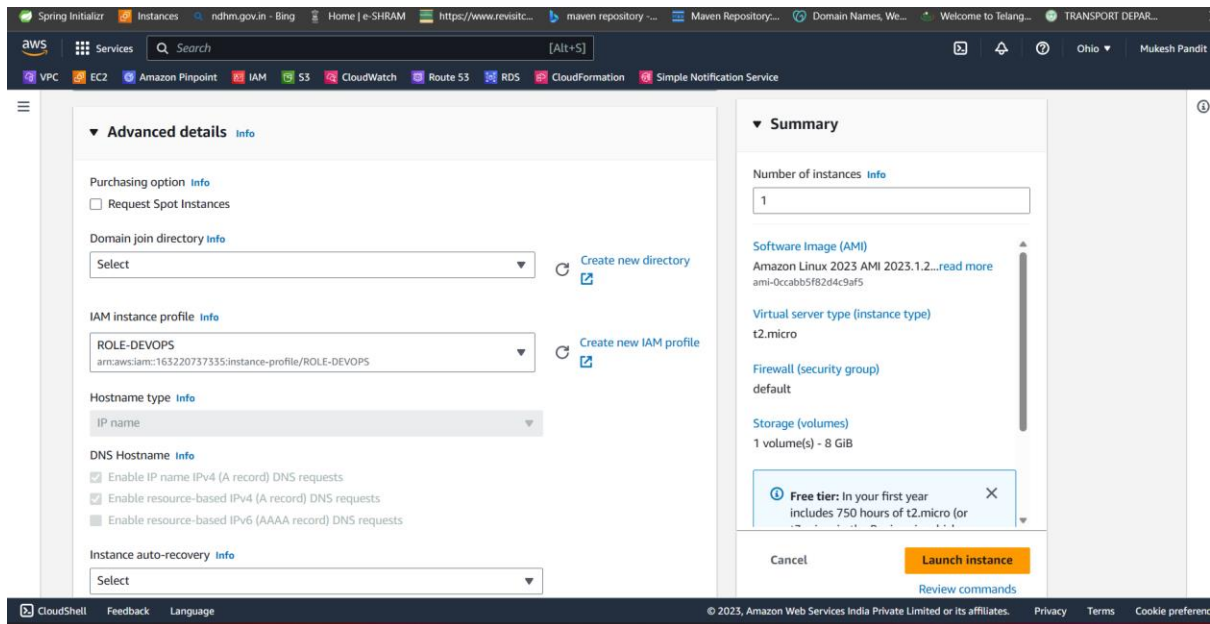 Spring Initializr Instances ndhm.gov.in - Bing Home | e-SHRAM https://www.revisitc... maven repository -... Maven Repository:... Domain Names, We... Welcome to Telang... TRANSPORT DEPAR...
aws Services Search [Alt+S] Ohio Mukesh Pandit
VPC EC2 Amazon Pinpoint IAM S3 CloudWatch Route 53 RDS CloudFormation Simple Notification Service
Advanced details Info
Purchasing option Info
Request Spot Instances
Domain join directory Info
Select
Create new directory
IAM instance profile Info
ROLE-DEVOPS
arn:aws:iam::163220737335:instance-profile/ROLE-DEVOPS
Create new IAM profile
Hostname type Info
IP name
DNS Hostname Info
Enable IP name IPv4 (A record) DNS requests
Enable resource-based IPv4 (A record) DNS requests
Enable resource-based IPv6 (AAAA record) DNS requests
Instance auto-recovery Info
Select
Summary
Number of instances Info
1
Software Image (AMI)
Amazon Linux 2023 AMI 2023.1.2...read more
ami-0ccabb5f82d4c9af5
Virtual server type (instance type)
t2.micro
Firewall (security group)
default
Storage (volumes)
1 volume(s) - 8 GiB
Free tier: In your first year
includes 750 hours of t2.micro (or
Cancel Launch instance
Review commands
CloudShell Feedback Language © 2023, Amazon Web Services India Private Limited or its affiliates. Privacy Terms Cookie preferenc